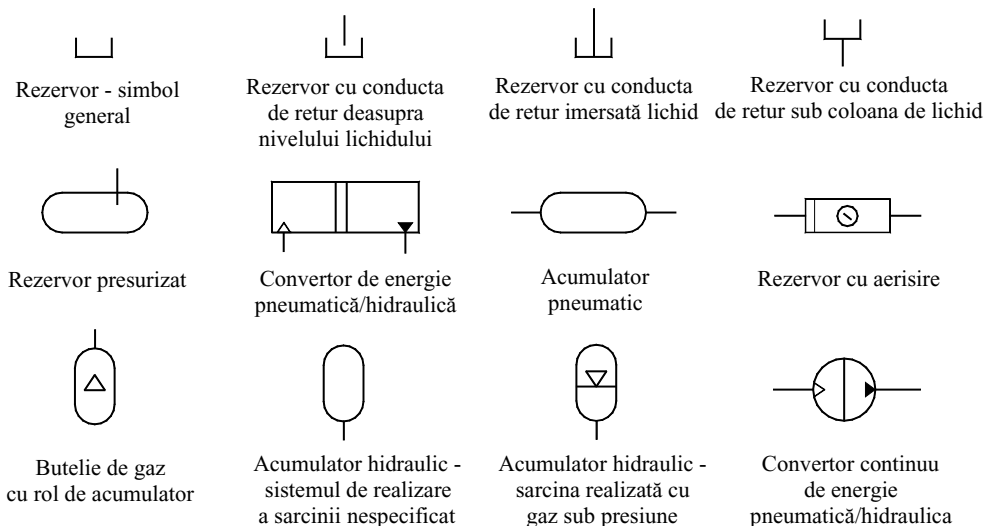 Rezervor - simbol
general
Rezervor cu conducta
de retur deasupra
nivelului lichidului
Rezervor cu conducta
de retur imersată lichid
Rezervor cu conducta
de retur sub coloana de lichid
Rezervor presurizat
Convertor de energie
pneumatică/hidraulică
Acumulator
pneumatic
Rezervor cu aerisire
Butelie de gaz
cu rol de acumulator
Acumulator hidraulic -
sistemul de realizare
a sarcinii nespecificat
Acumulator hidraulic -
sarcina realizată cu
gaz sub presiune
Convertor continuu
de energie
pneumatică/hidraulica